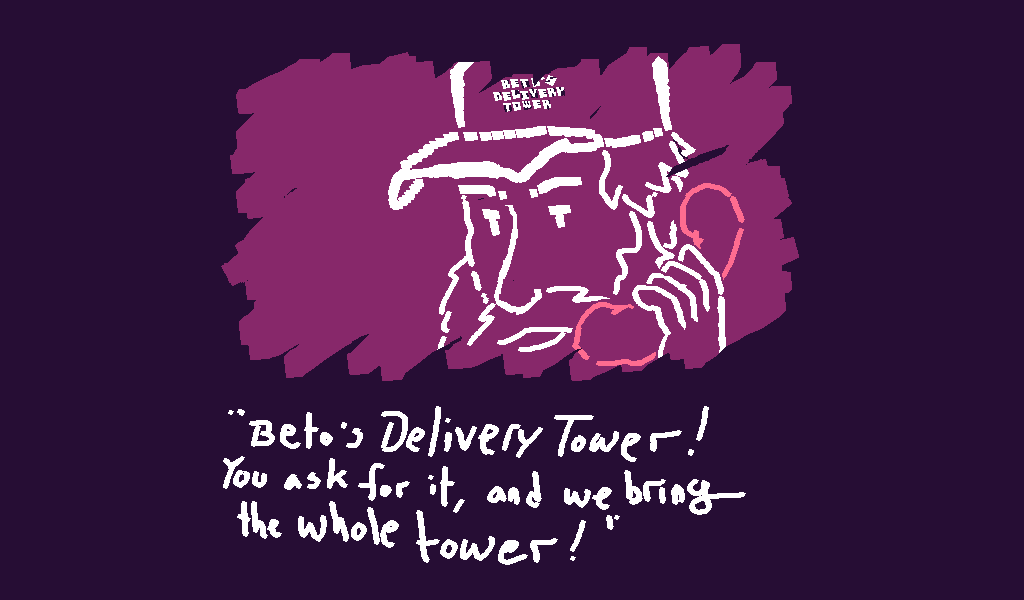 BETO'S
DELIVERY
TOWER
"Beto's Delivery Tower!
You ask for it, and we bring
the whole tower!"